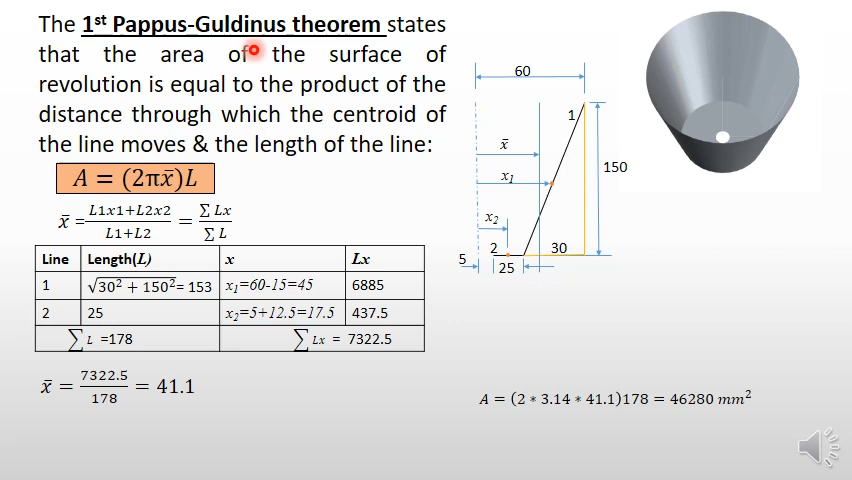 The 1st Pappus-Guldinus theorem states
that the area of the surface of
revolution is equal to the product of the
distance through which the centroid of
the line moves & the length of the line:
A = (2πx̄)L
x̄ = (L1x1+L2x2)/(L1+L2) = ∑Lx/∑L
Line Length(L) x Lx
1 √(30² + 150²)= 153 x₁=60-15=45 6885
2 25 x₂=5+12.5=17.5 437.5
∑L =178 ∑Lx = 7322.5
x̄ = 7322.5/178 = 41.1
60
1
x̄
150
x₁
x₂
2 30
5
25
A = (2 * 3.14 * 41.1)178 = 46280 mm²